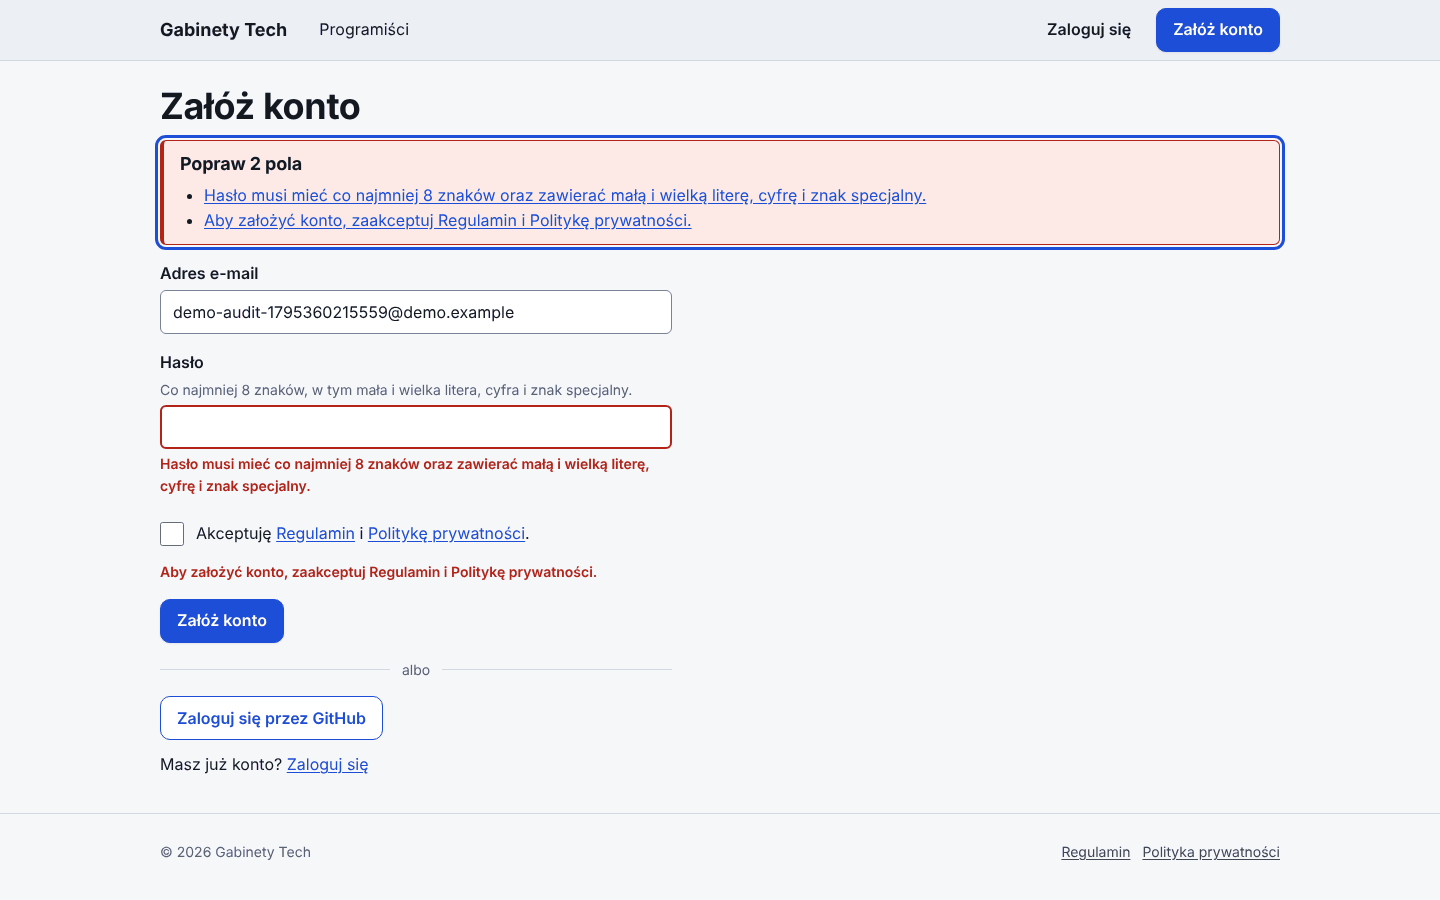 Gabinety Tech
Programiści
Zaloguj się
Załóż konto
Załóż konto
Popraw 2 pola
Hasło musi mieć co najmniej 8 znaków oraz zawierać małą i wielką literę, cyfrę i znak specjalny.
Aby założyć konto, zaakceptuj Regulamin i Politykę prywatności.
Adres e-mail
demo-audit-1795360215559@demo.example
Hasło
Co najmniej 8 znaków, w tym mała i wielka litera, cyfra i znak specjalny.
Hasło musi mieć co najmniej 8 znaków oraz zawierać małą i wielką literę,
cyfrę i znak specjalny.
Akceptuję Regulamin i Politykę prywatności.
Aby założyć konto, zaakceptuj Regulamin i Politykę prywatności.
Załóż konto
albo
Zaloguj się przez GitHub
Masz już konto? Zaloguj się
© 2026 Gabinety Tech
Regulamin
Polityka prywatności